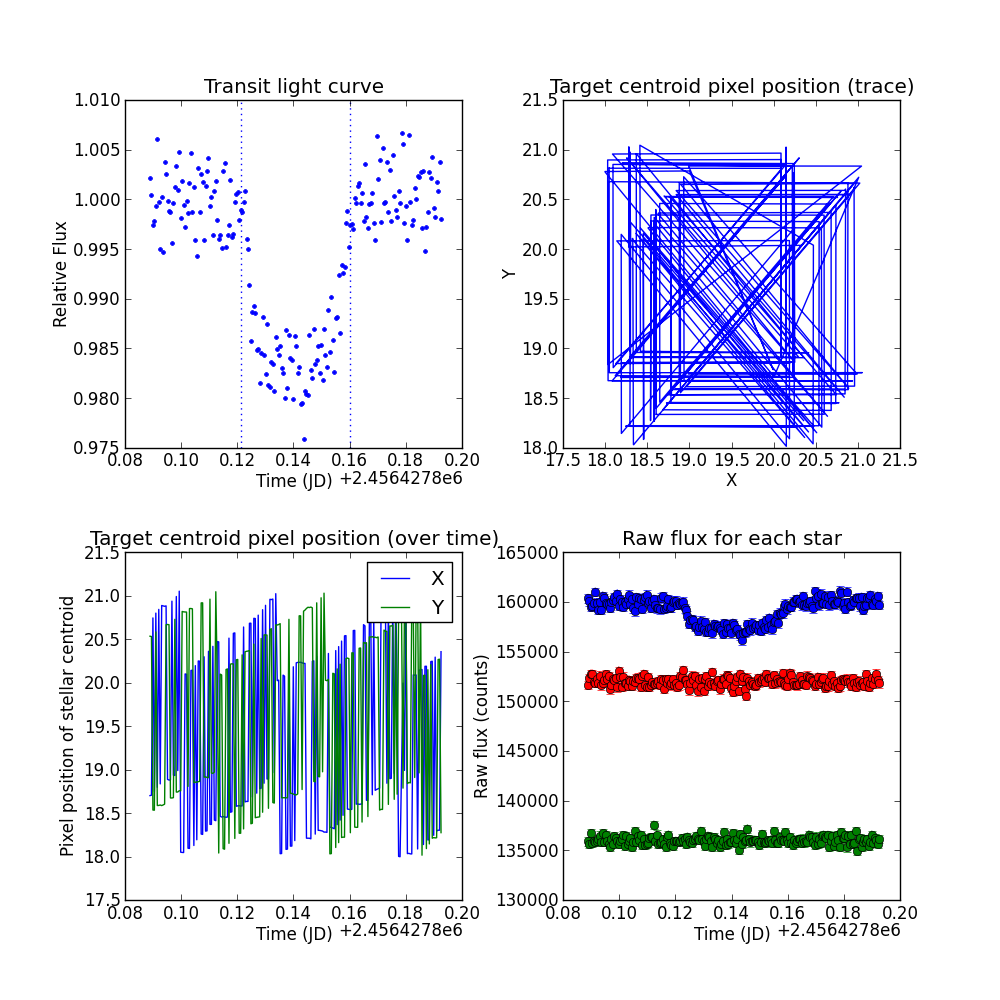 Transit light curve
1.010
1.005
1.000
0.995
0.990
0.985
0.980
0.975
Relative Flux
0.08 0.10 0.12 0.14 0.16 0.18 0.20
Time (JD) +2.4564278e6
Target centroid pixel position (trace)
21.5
21.0
20.5
20.0
19.5
19.0
18.5
18.0
Y
17.5 18.0 18.5 19.0 19.5 20.0 20.5 21.0 21.5
X
Target centroid pixel position (over time)
21.5
21.0
20.5
20.0
19.5
19.0
18.5
18.0
17.5
Pixel position of stellar centroid
X
Y
0.08 0.10 0.12 0.14 0.16 0.18 0.20
Time (JD) +2.4564278e6
Raw flux for each star
165000
160000
155000
150000
145000
140000
135000
130000
Raw flux (counts)
0.08 0.10 0.12 0.14 0.16 0.18 0.20
Time (JD) +2.4564278e6